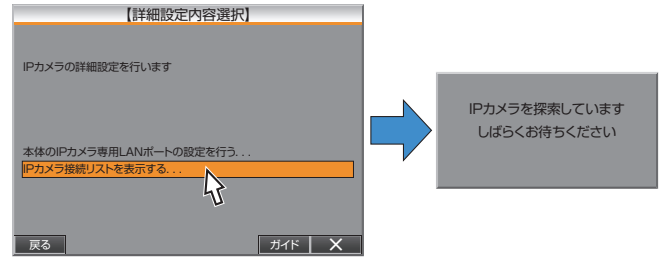 【詳細設定内容選択】
IPカメラの詳細設定を行います
本体のIPカメラ専用LANポートの設定を行う. . .
IPカメラ接続リストを表示する. . .
戻る
ガイド
IPカメラを探索しています
しばらくお待ちください